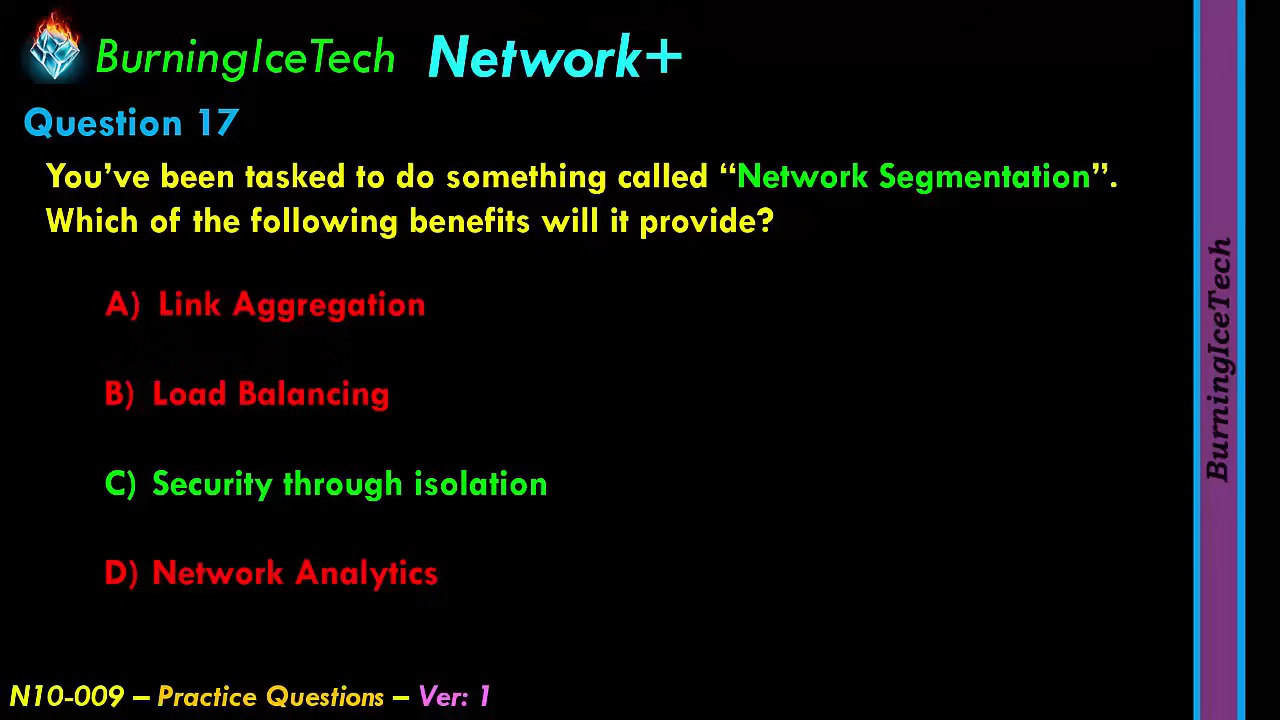 BurningIceTech Network+
Question 17
You’ve been tasked to do something called “Network Segmentation”.
Which of the following benefits will it provide?
A) Link Aggregation
B) Load Balancing
C) Security through isolation
D) Network Analytics
N10-009 – Practice Questions – Ver: 1
BurningIceTech